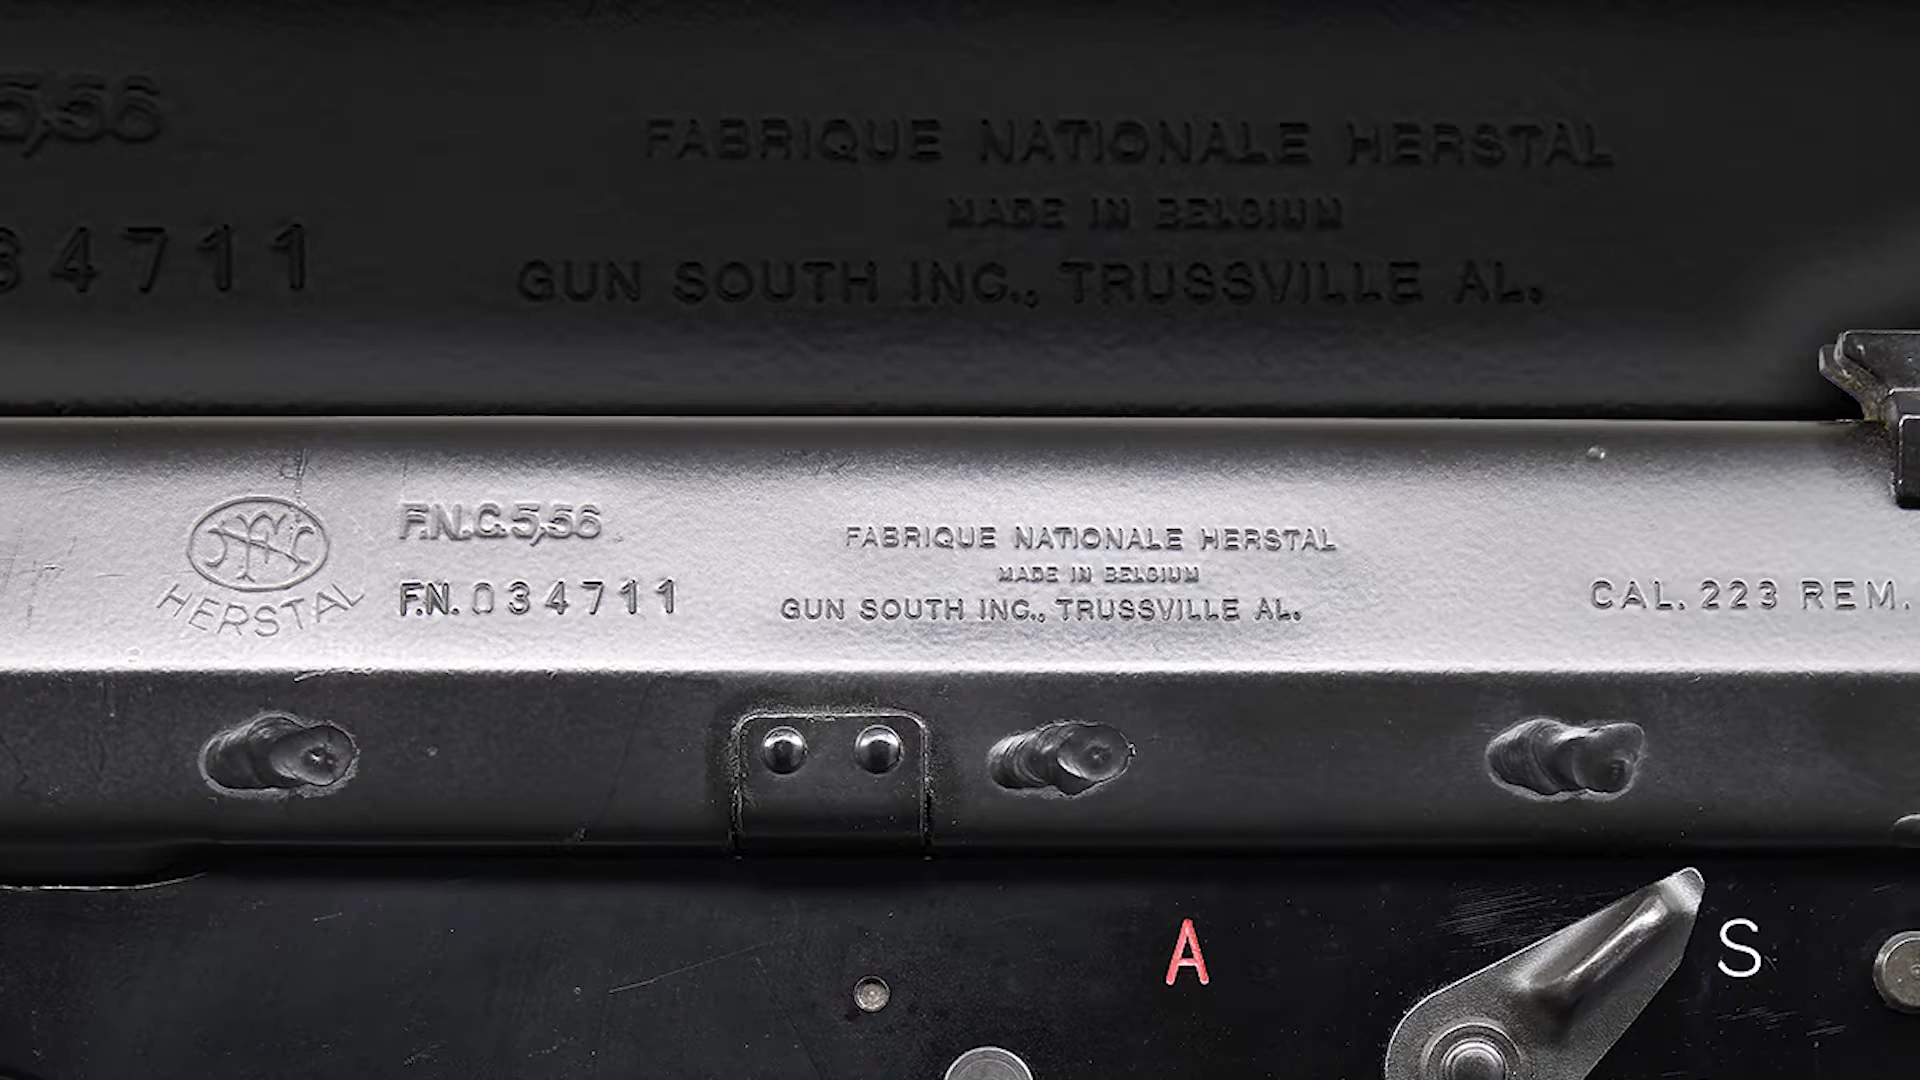 5,56
34711
FABRIQUE NATIONALE HERSTAL
MADE IN BELGIUM
GUN SOUTH INC., TRUSSVILLE AL.
FN
HERSTAL
F.N.C. 5,56
F.N. 034711
FABRIQUE NATIONALE HERSTAL
MADE IN BELGIUM
GUN SOUTH INC., TRUSSVILLE AL.
CAL. 223 REM.
A
S